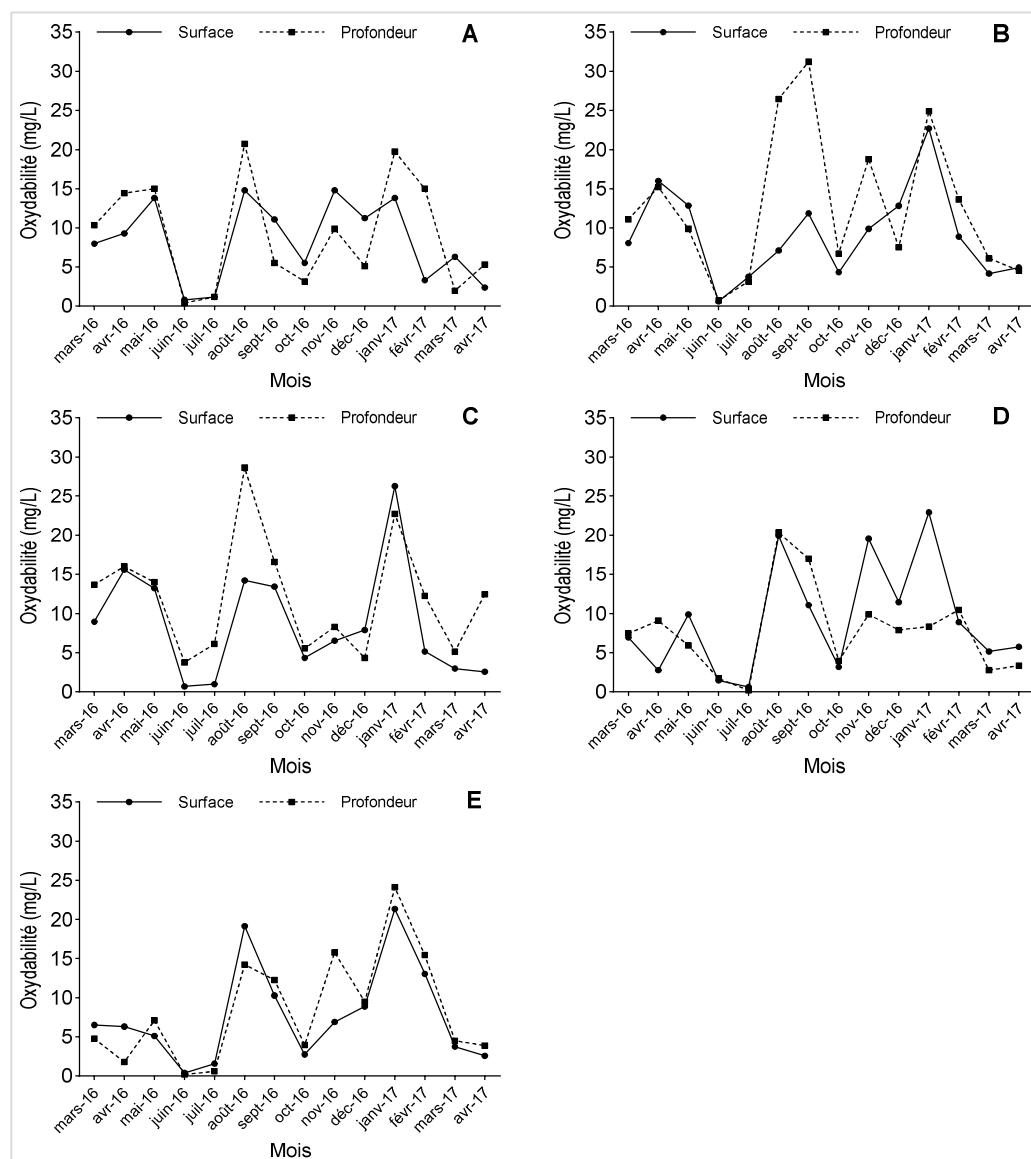 Surface Profondeur A
35
30
25
20
15
10
5
0
Oxydabilité (mg/L)
mars-16 avr-16 mai-16 juin-16 juil-16 août-16 sept-16 oct-16 nov-16 déc-16 janv-17 févr-17 mars-17 avr-17
Mois
Surface Profondeur B
35
30
25
20
15
10
5
0
Oxydabilité (mg/L)
mars-16 avr-16 mai-16 juin-16 juil-16 août-16 sept-16 oct-16 nov-16 déc-16 janv-17 févr-17 mars-17 avr-17
Mois
Surface Profondeur C
35
30
25
20
15
10
5
0
Oxydabilité (mg/L)
mars-16 avr-16 mai-16 juin-16 juil-16 août-16 sept-16 oct-16 nov-16 déc-16 janv-17 févr-17 mars-17 avr-17
Mois
Surface Profondeur D
35
30
25
20
15
10
5
0
Oxydabilité (mg/L)
mars-16 avr-16 mai-16 juin-16 juil-16 août-16 sept-16 oct-16 nov-16 déc-16 janv-17 févr-17 mars-17 avr-17
Mois
Surface Profondeur E
35
30
25
20
15
10
5
0
Oxydabilité (mg/L)
mars-16 avr-16 mai-16 juin-16 juil-16 août-16 sept-16 oct-16 nov-16 déc-16 janv-17 févr-17 mars-17 avr-17
Mois